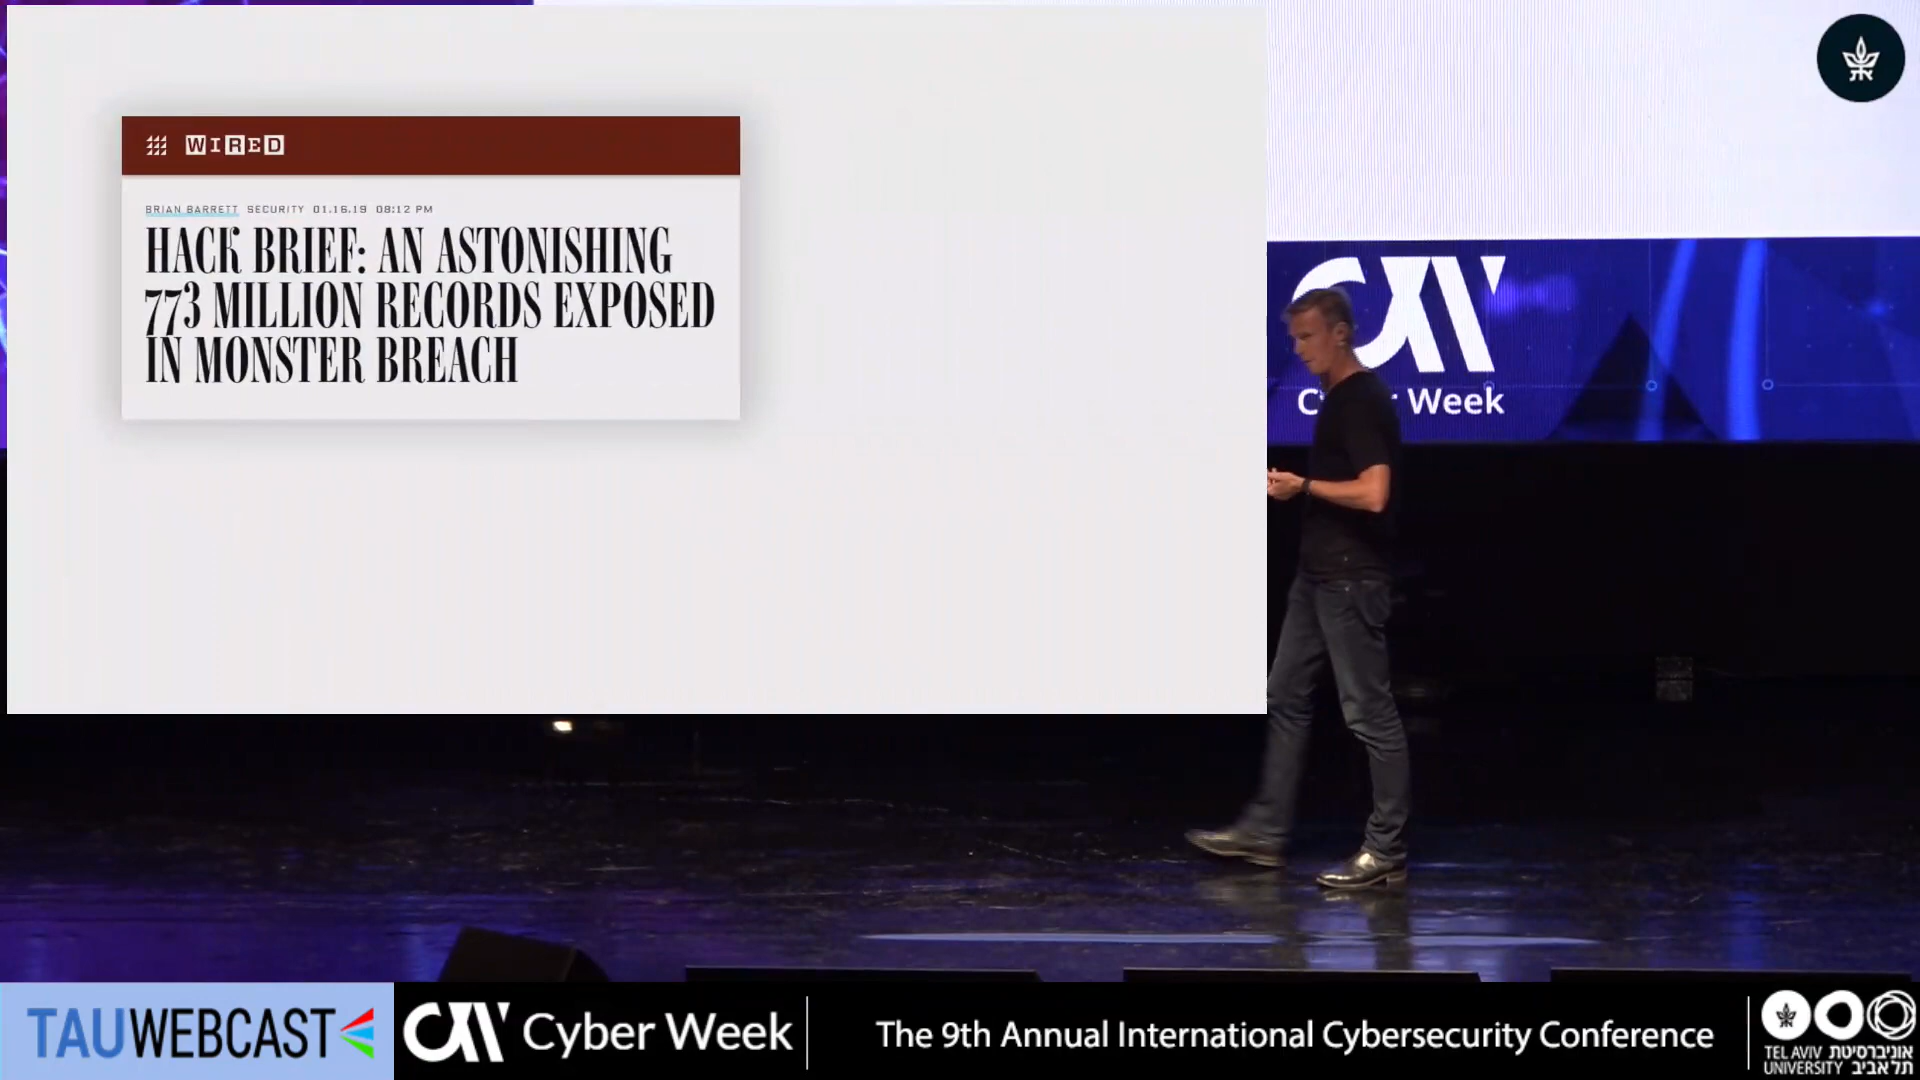 WIRED
BRIAN BARRETT SECURITY 01.16.19 08:12 PM
HACK BRIEF: AN ASTONISHING
773 MILLION RECORDS EXPOSED
IN MONSTER BREACH
Week
TAUWEBCAST
Cyber Week
The 9th Annual International Cybersecurity Conference
TEL AVIV אוניברסיטת
UNIVERSITY תל אביב